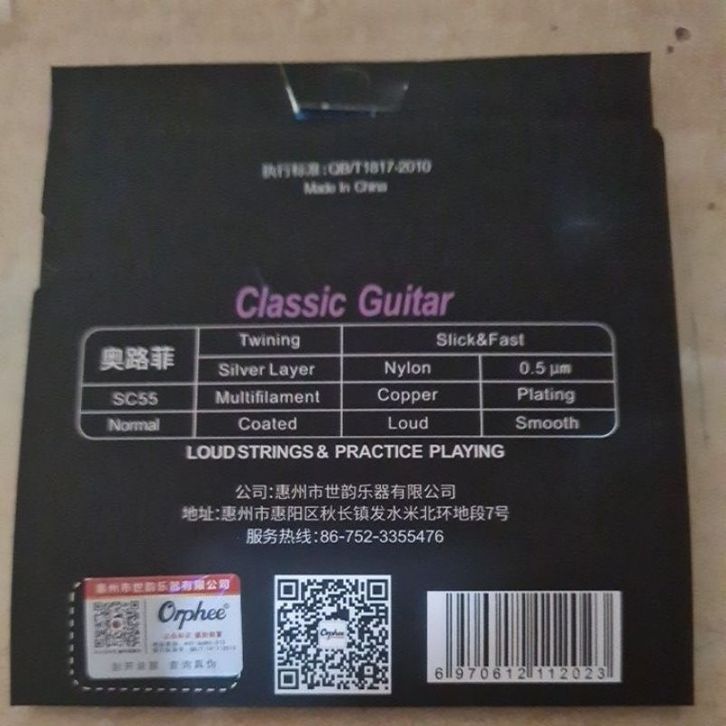 执行标准:QB/T1817-2010
Made In China
Classic Guitar
奥路菲 Twining Slick&Fast
Silver Layer Nylon 0.5 μm
SC55 Multifilament Copper Plating
Normal Coated Loud Smooth
LOUD STRINGS & PRACTICE PLAYING
公司:惠州市世韵乐器有限公司
地址:惠州市惠阳区秋长镇发水米北环地段7号
服务热线:86-752-3355476
惠州市世韵乐器有限公司
Orphee®
Orphee
6 970612 112023